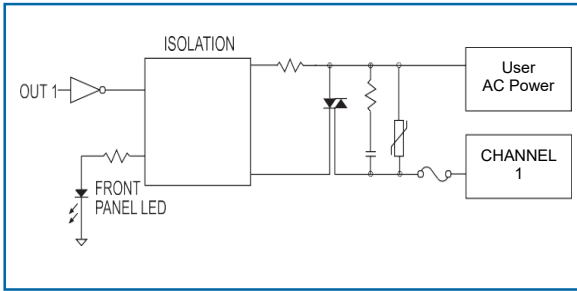 ISOLATION
OUT 1
User
AC Power
CHANNEL
1
FRONT
PANEL LED